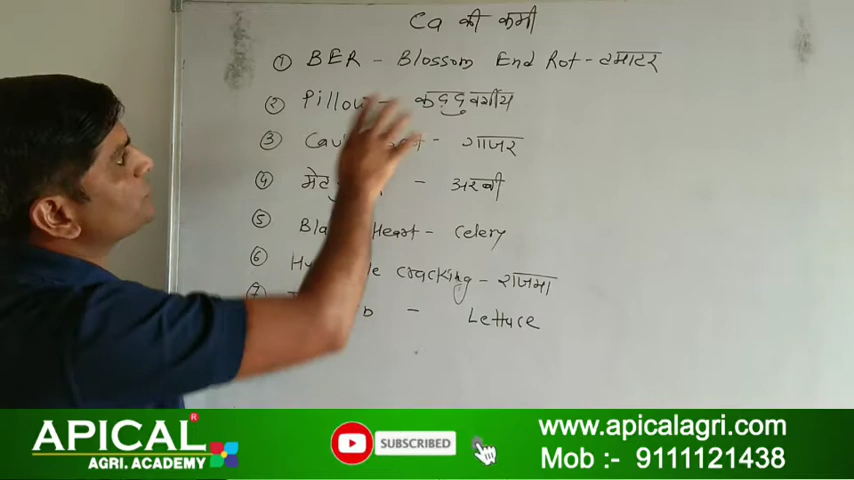 Ca की कमी
① BER - Blossom End Rot - टमाटर
② Pillow - कद्दुवर्गीय
③ - गाजर
④ - अरबी
⑤ Heart - Celery
⑥ cracking - राजमा
⑦ - Lettuce
APICAL R
AGRI. ACADEMY
SUBSCRIBED
www.apicalagri.com
Mob :- 9111121438